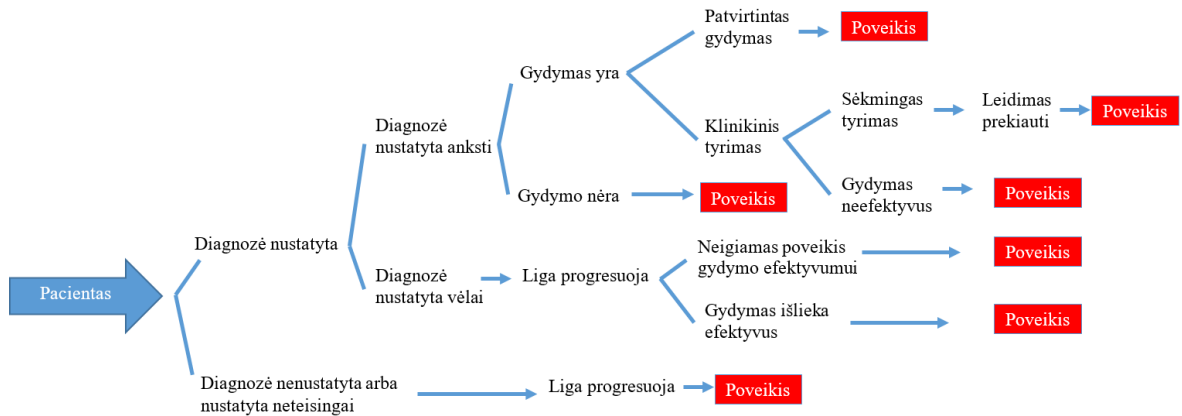 Patvirtintas
gydymas
Poveikis
Gydymas yra
Sėkmingas
tyrimas
Leidimas
prekiauti
Poveikis
Diagnozė
nustatyta anksti
Klinikinis
tyrimas
Gydymo nėra
Poveikis
Gydymas
neefektyvus
Poveikis
Diagnozė nustatyta
Neigiamas poveikis
gydymo efektyvumui
Poveikis
Diagnozė
nustatyta vėlai
Liga progresuoja
Pacientas
Gydymas išlieka
efektyvus
Poveikis
Diagnozė nenustatyta arba
nustatyta neteisingai
Liga progresuoja
Poveikis